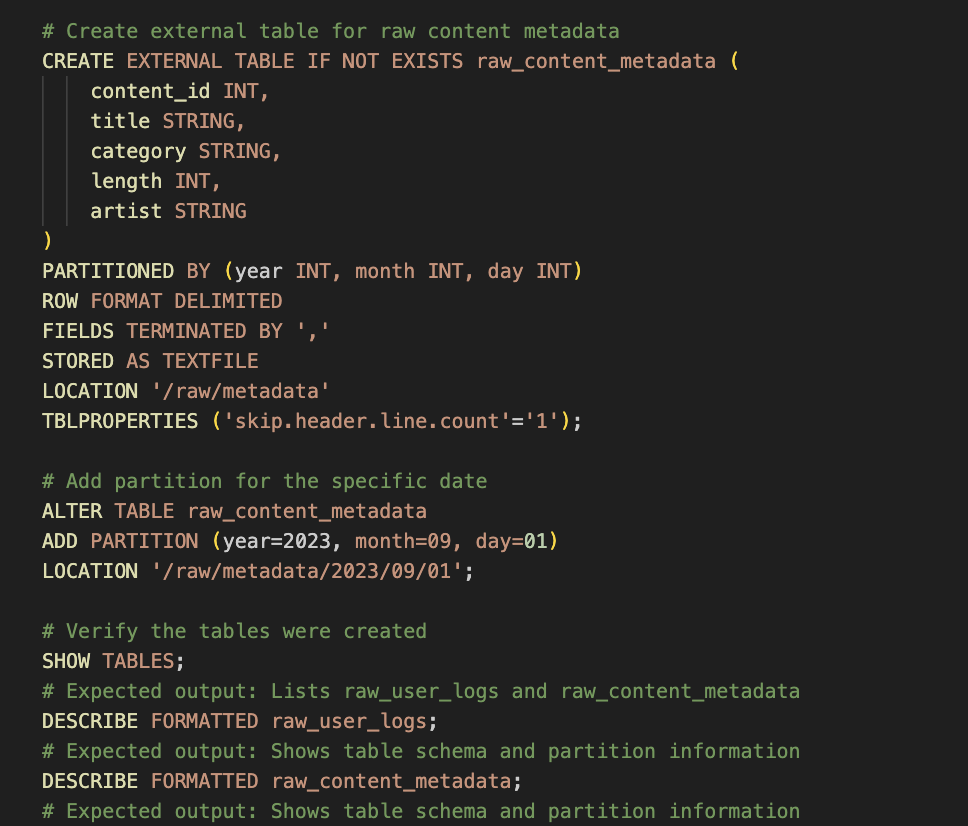 # Create external table for raw content metadata
CREATE EXTERNAL TABLE IF NOT EXISTS raw_content_metadata (
    content_id INT,
    title STRING,
    category STRING,
    length INT,
    artist STRING
)
PARTITIONED BY (year INT, month INT, day INT)
ROW FORMAT DELIMITED
FIELDS TERMINATED BY ','
STORED AS TEXTFILE
LOCATION '/raw/metadata'
TBLPROPERTIES ('skip.header.line.count'='1');

# Add partition for the specific date
ALTER TABLE raw_content_metadata
ADD PARTITION (year=2023, month=09, day=01)
LOCATION '/raw/metadata/2023/09/01';

# Verify the tables were created
SHOW TABLES;
# Expected output: Lists raw_user_logs and raw_content_metadata
DESCRIBE FORMATTED raw_user_logs;
# Expected output: Shows table schema and partition information
DESCRIBE FORMATTED raw_content_metadata;
# Expected output: Shows table schema and partition information